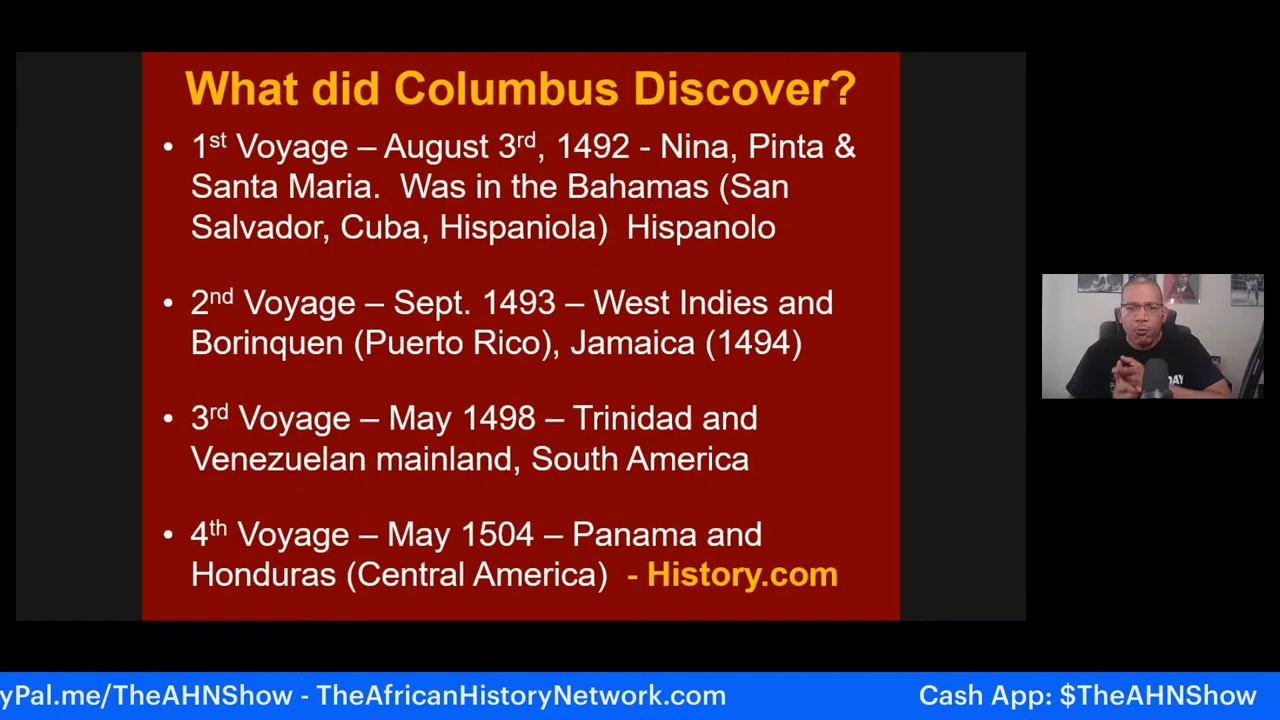 What did Columbus Discover?
• 1st Voyage – August 3rd, 1492 - Nina, Pinta &
Santa Maria.  Was in the Bahamas (San
Salvador, Cuba, Hispaniola)  Hispanolo
• 2nd Voyage – Sept. 1493 – West Indies and
Borinquen (Puerto Rico), Jamaica (1494)
• 3rd Voyage – May 1498 – Trinidad and
Venezuelan mainland, South America
• 4th Voyage – May 1504 – Panama and
Honduras (Central America)  - History.com
DAY
yPal.me/TheAHNShow - TheAfricanHistoryNetwork.com
Cash App: $TheAHNShow